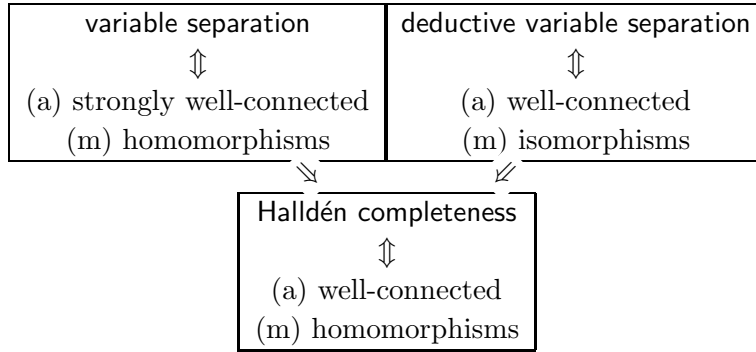 variable separation
⇕
(a) strongly well-connected
(m) homomorphisms
deductive variable separation
⇕
(a) well-connected
(m) isomorphisms
⇘ ⇙
Halldén completeness
⇕
(a) well-connected
(m) homomorphisms